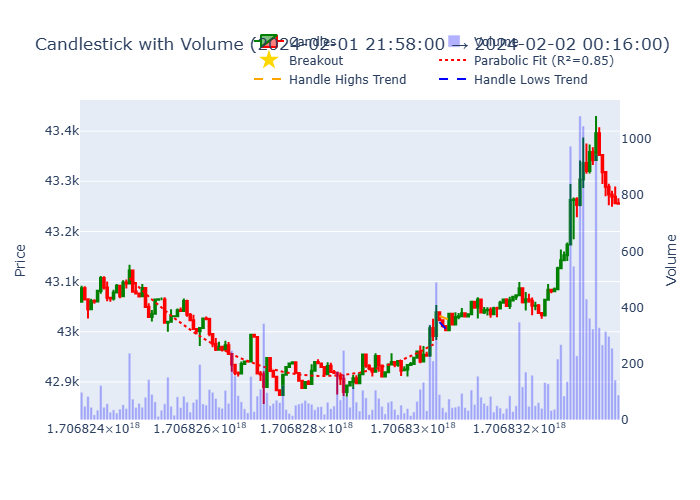 Candlestick with Volume (2024-02-01 21:58:00 → 2024-02-02 00:16:00)
Candles
Volume
Breakout
Parabolic Fit (R²=0.85)
Handle Highs Trend
Handle Lows Trend
43.4k
43.3k
43.2k
43.1k
43k
42.9k
Price
1000
800
600
400
200
0
Volume
1.706824×10¹⁸
1.706826×10¹⁸
1.706828×10¹⁸
1.70683×10¹⁸
1.706832×10¹⁸